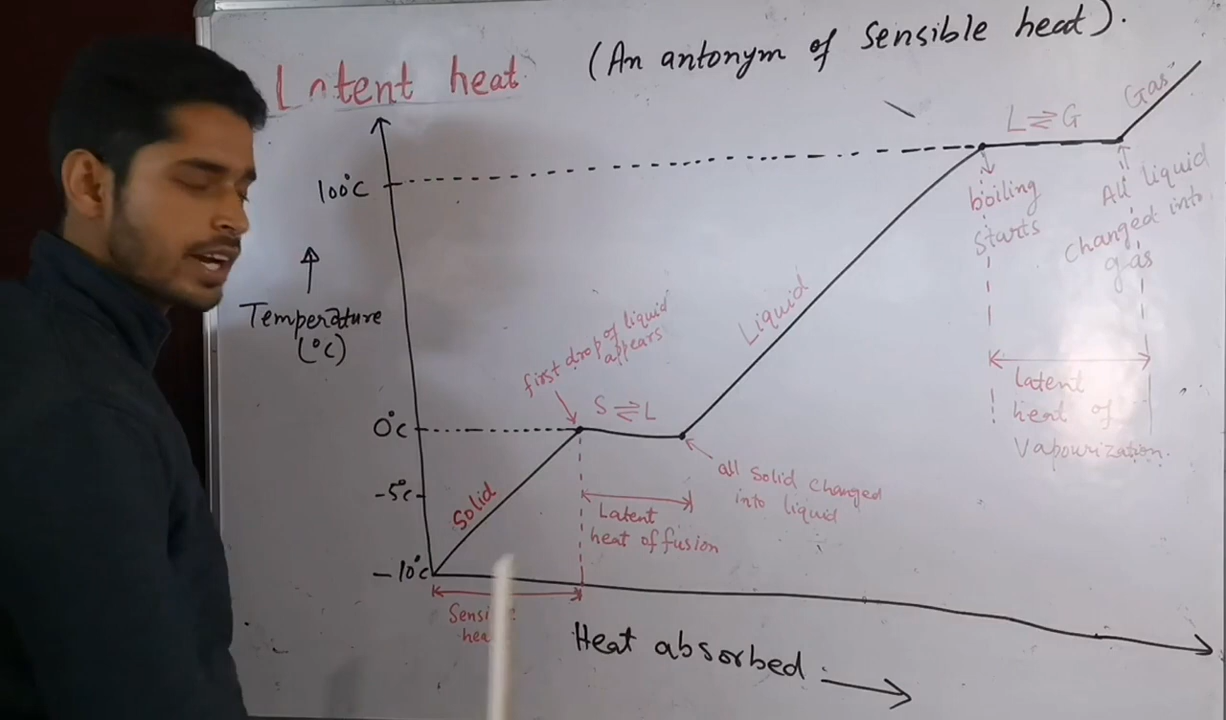 Latent heat (An antonym of sensible heat).
L ⇌ G
Gas
100°C
boiling
starts
All liquid
changed into
gas
Temperature
(°C)
Liquid
first drop of liquid
appears
Latent
heat of
Vapourization.
S ⇌ L
0°C
all solid changed
into liquid
-5°C
Solid
Latent
heat of fusion
-10°C
Heat absorbed